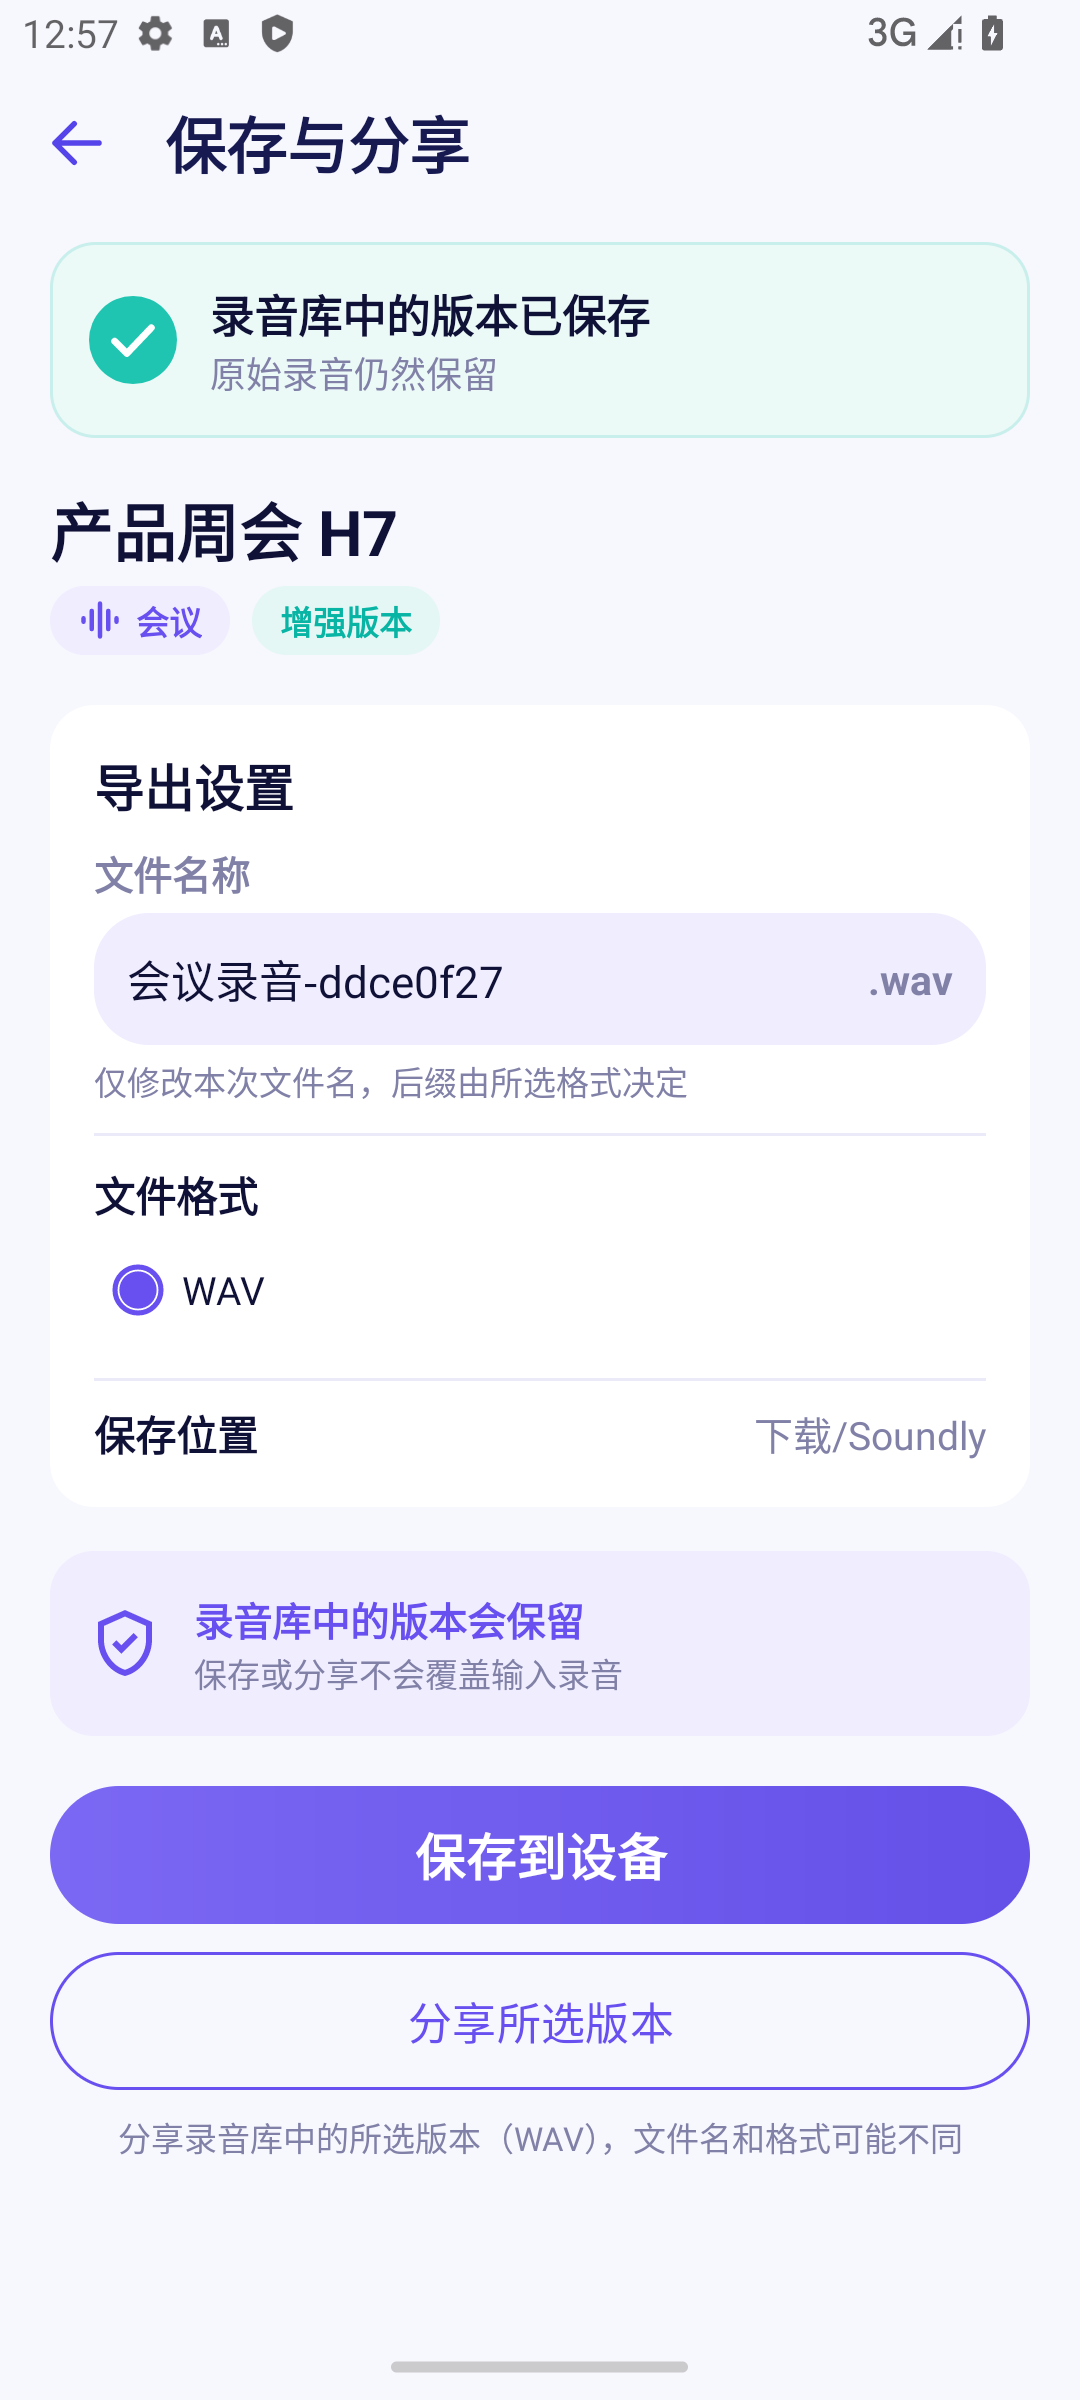 12:57
3G
保存与分享
录音库中的版本已保存
原始录音仍然保留
产品周会 H7
会议
增强版本
导出设置
文件名称
会议录音-ddce0f27
.wav
仅修改本次文件名，后缀由所选格式决定
文件格式
WAV
保存位置
下载/Soundly
录音库中的版本会保留
保存或分享不会覆盖输入录音
保存到设备
分享所选版本
分享录音库中的所选版本（WAV），文件名和格式可能不同